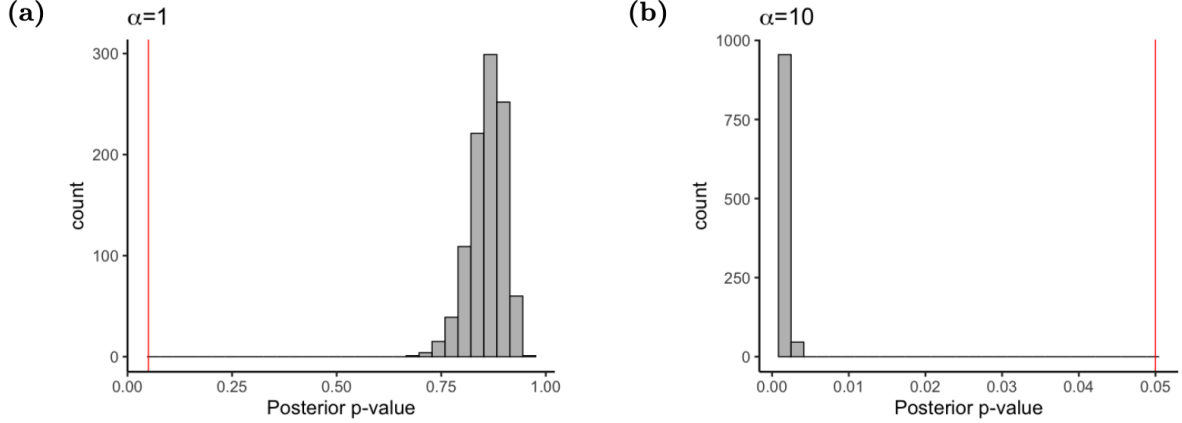 (a)
α=1
300
200
100
0
count
0.00 0.25 0.50 0.75 1.00
Posterior p-value
(b)
α=10
1000
750
500
250
0
count
0.00 0.01 0.02 0.03 0.04 0.05
Posterior p-value